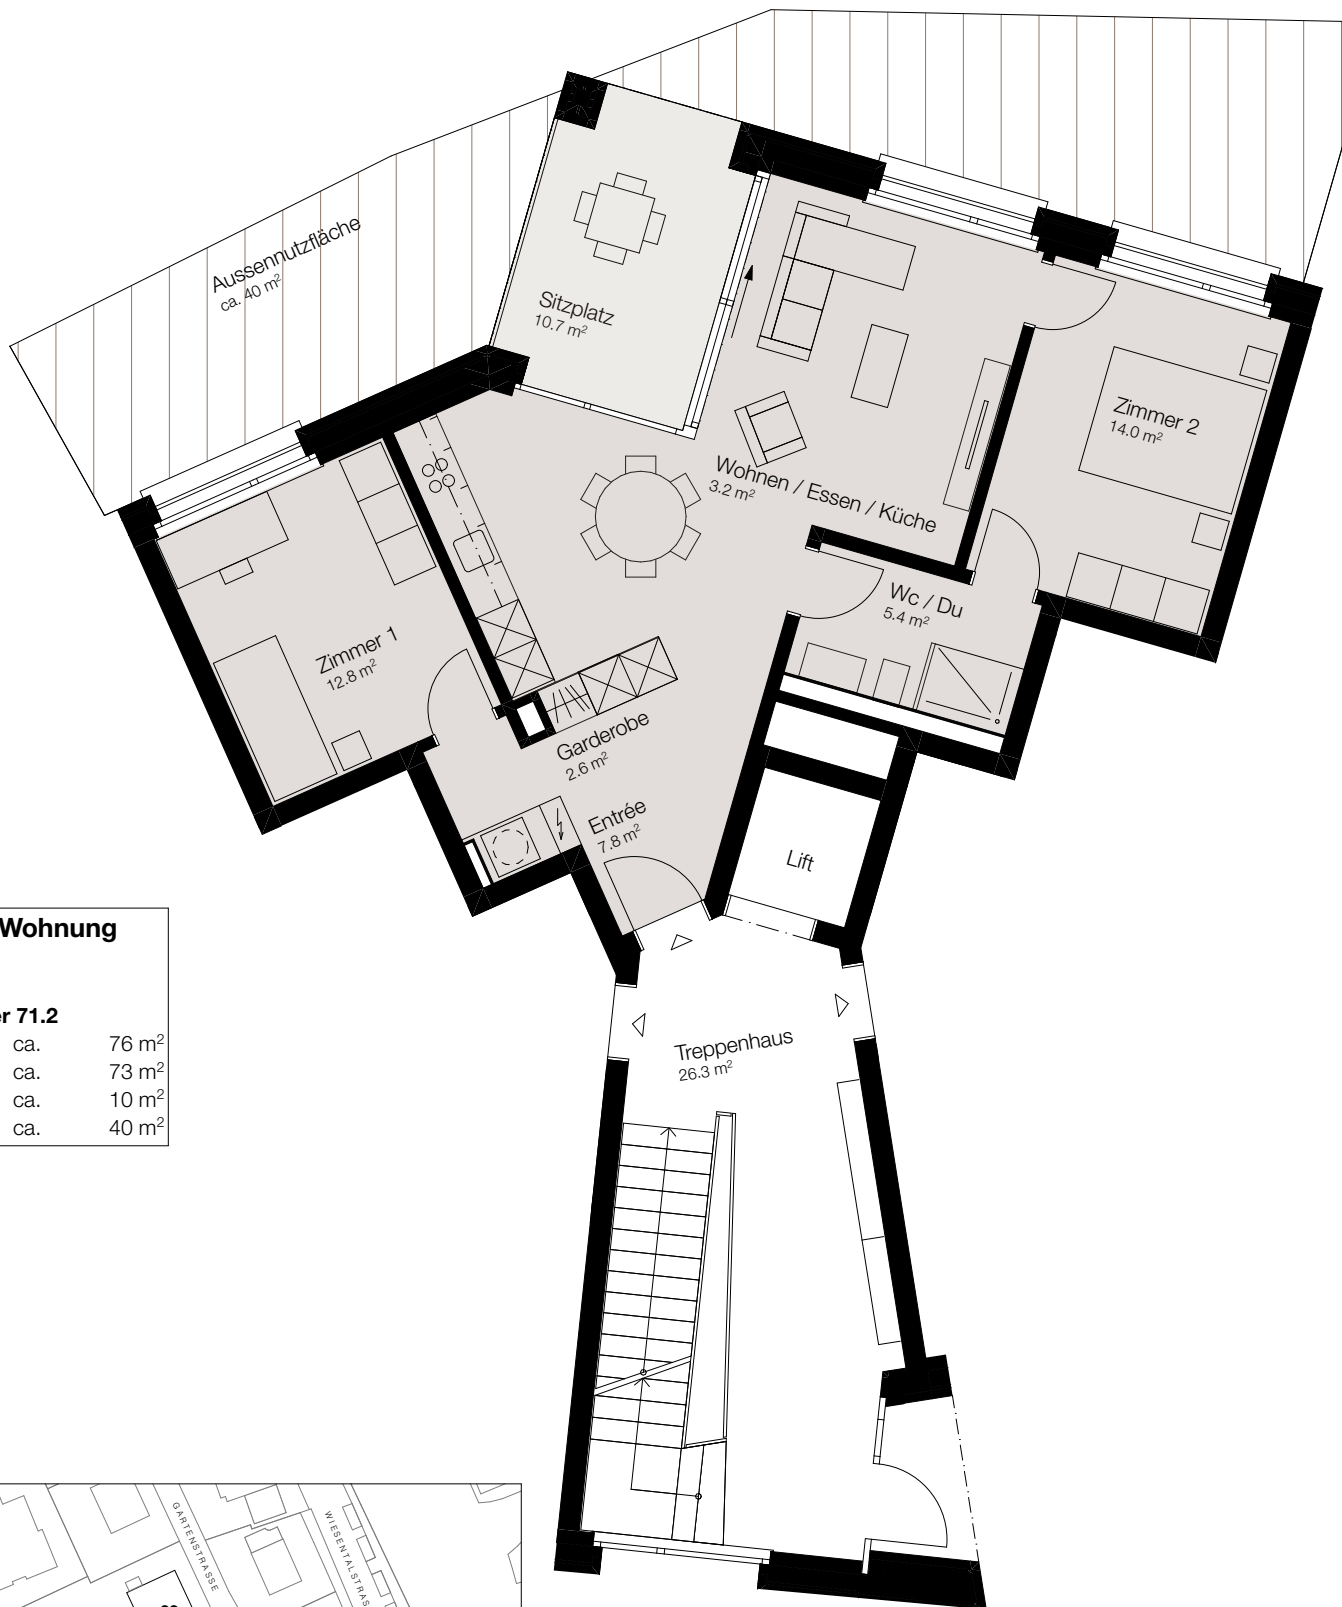 Aussennutzfläche
ca. 40 m²
Sitzplatz
10.7 m²
Zimmer 2
14.0 m²
Wohnen / Essen / Küche
3.2 m²
Wc / Du
5.4 m²
Zimmer 1
12.8 m²
Garderobe
2.6 m²
Entrée
7.8 m²
Lift
Wohnung
er 71.2
ca. 76 m²
ca. 73 m²
ca. 10 m²
ca. 40 m²
Treppenhaus
26.3 m²
GARTENSTRASSE
WIESENTALSTRAS